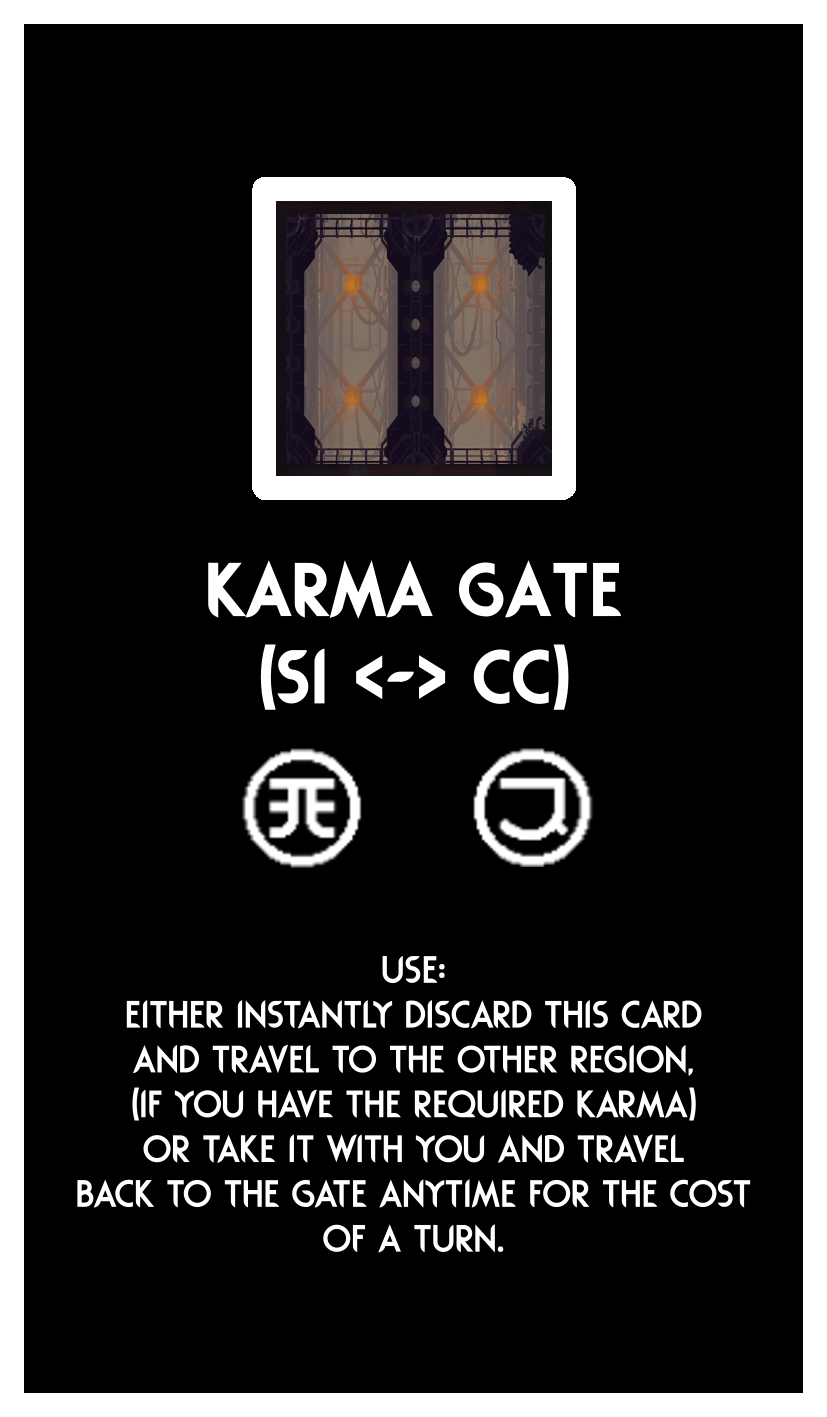 KARMA GATE
(SI <-> CC)
USE:
EITHER INSTANTLY DISCARD THIS CARD
AND TRAVEL TO THE OTHER REGION,
(IF YOU HAVE THE REQUIRED KARMA)
OR TAKE IT WITH YOU AND TRAVEL
BACK TO THE GATE ANYTIME FOR THE COST
OF A TURN.